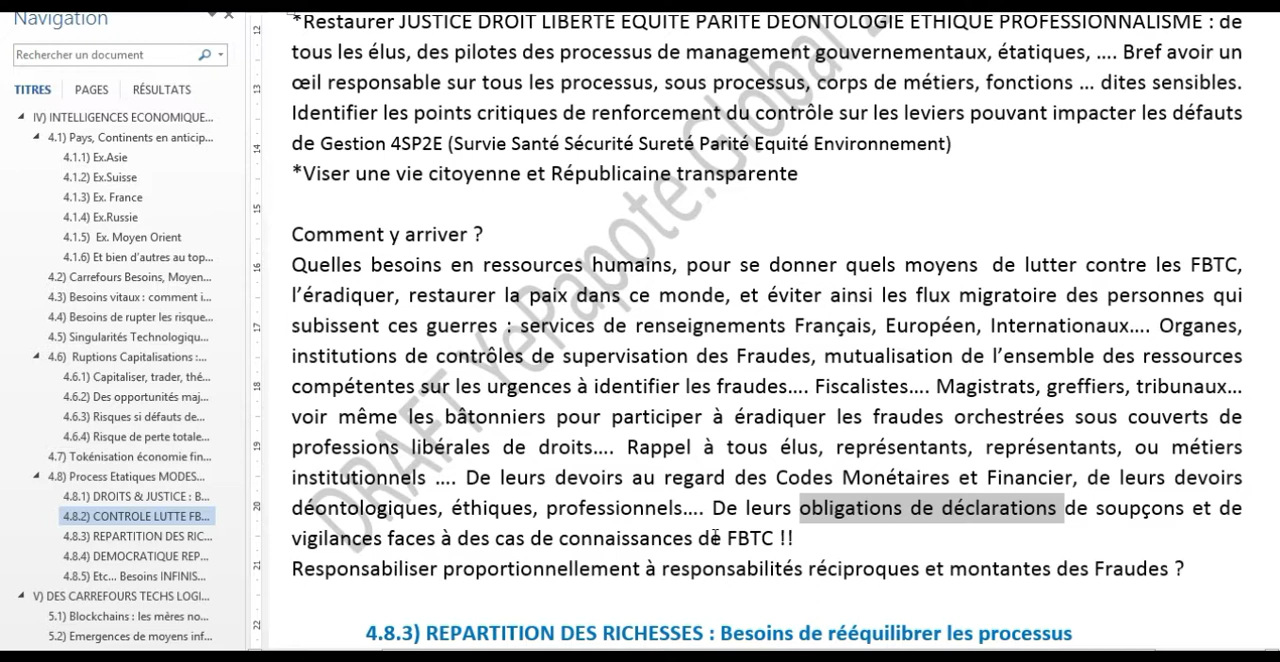 Navigation
Rechercher un document
TITRES PAGES RÉSULTATS
IV) INTELLIGENCES ECONOMIQUE...
4.1) Pays, Continents en anticip...
4.1.1) Ex.Asie
4.1.2) Ex.Suisse
4.1.3) Ex. France
4.1.4) Ex.Russie
4.1.5) Ex. Moyen Orient
4.1.6) Et bien d'autres au top...
4.2) Carrefours Besoins, Moyen...
4.3) Besoins vitaux : comment i...
4.4) Besoins de rupter les risque...
4.5) Singularités Technologiqu...
4.6) Ruptions Capitalisations :...
4.6.1) Capitaliser, trader, thé...
4.6.2) Des opportunités maj...
4.6.3) Risques si défauts de...
4.6.4) Risque de perte totale...
4.7) Tokénisation économie fin...
4.8) Process Etatiques MODES...
4.8.1) DROITS & JUSTICE : B...
4.8.2) CONTROLE LUTTE FB...
4.8.3) REPARTITION DES RIC...
4.8.4) DEMOCRATIQUE REP...
4.8.5) Etc... Besoins INFINIS...
V) DES CARREFOURS TECHS LOGI...
5.1) Blockchains : les mères no...
5.2) Emergences de moyens inf...
12
13
14
15
16
17
18
19
20
21
22
*Restaurer JUSTICE DROIT LIBERTE EQUITE PARITE DEONTOLOGIE ETHIQUE PROFESSIONNALISME : de
tous les élus, des pilotes des processus de management gouvernementaux, étatiques, .... Bref avoir un
œil responsable sur tous les processus, sous processus, corps de métiers, fonctions ... dites sensibles.
Identifier les points critiques de renforcement du contrôle sur les leviers pouvant impacter les défauts
de Gestion 4SP2E (Survie Santé Sécurité Sureté Parité Equité Environnement)
*Viser une vie citoyenne et Républicaine transparente
Comment y arriver ?
Quelles besoins en ressources humains, pour se donner quels moyens de lutter contre les FBTC,
l'éradiquer, restaurer la paix dans ce monde, et éviter ainsi les flux migratoire des personnes qui
subissent ces guerres : services de renseignements Français, Européen, Internationaux.... Organes,
institutions de contrôles de supervisation des Fraudes, mutualisation de l'ensemble des ressources
compétentes sur les urgences à identifier les fraudes.... Fiscalistes.... Magistrats, greffiers, tribunaux...
voir même les bâtonniers pour participer à éradiquer les fraudes orchestrées sous couverts de
professions libérales de droits.... Rappel à tous élus, représentants, représentants, ou métiers
institutionnels .... De leurs devoirs au regard des Codes Monétaires et Financier, de leurs devoirs
déontologiques, éthiques, professionnels.... De leurs obligations de déclarations de soupçons et de
vigilances faces à des cas de connaissances de FBTC !!
Responsabiliser proportionnellement à responsabilités réciproques et montantes des Fraudes ?
4.8.3) REPARTITION DES RICHESSES : Besoins de rééquilibrer les processus
DRAFT YePapote.Global